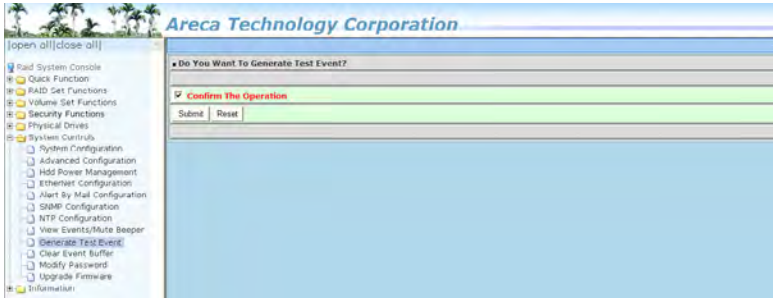 Areca Technology Corporation
|open all|close all|
Raid System Console
Quick Function
RAID Set Functions
Volume Set Functions
Security Functions
Physical Drives
System Controls
System Configuration
Advanced Configuration
Hdd Power Management
EtherNet Configuration
Alert By Mail Configuration
SNMP Configuration
NTP Configuration
View Events/Mute Beeper
Generate Test Event
Clear Event Buffer
Modify Password
Upgrade Firmware
Information
Do You Want To Generate Test Event?
Confirm The Operation
Submit Reset